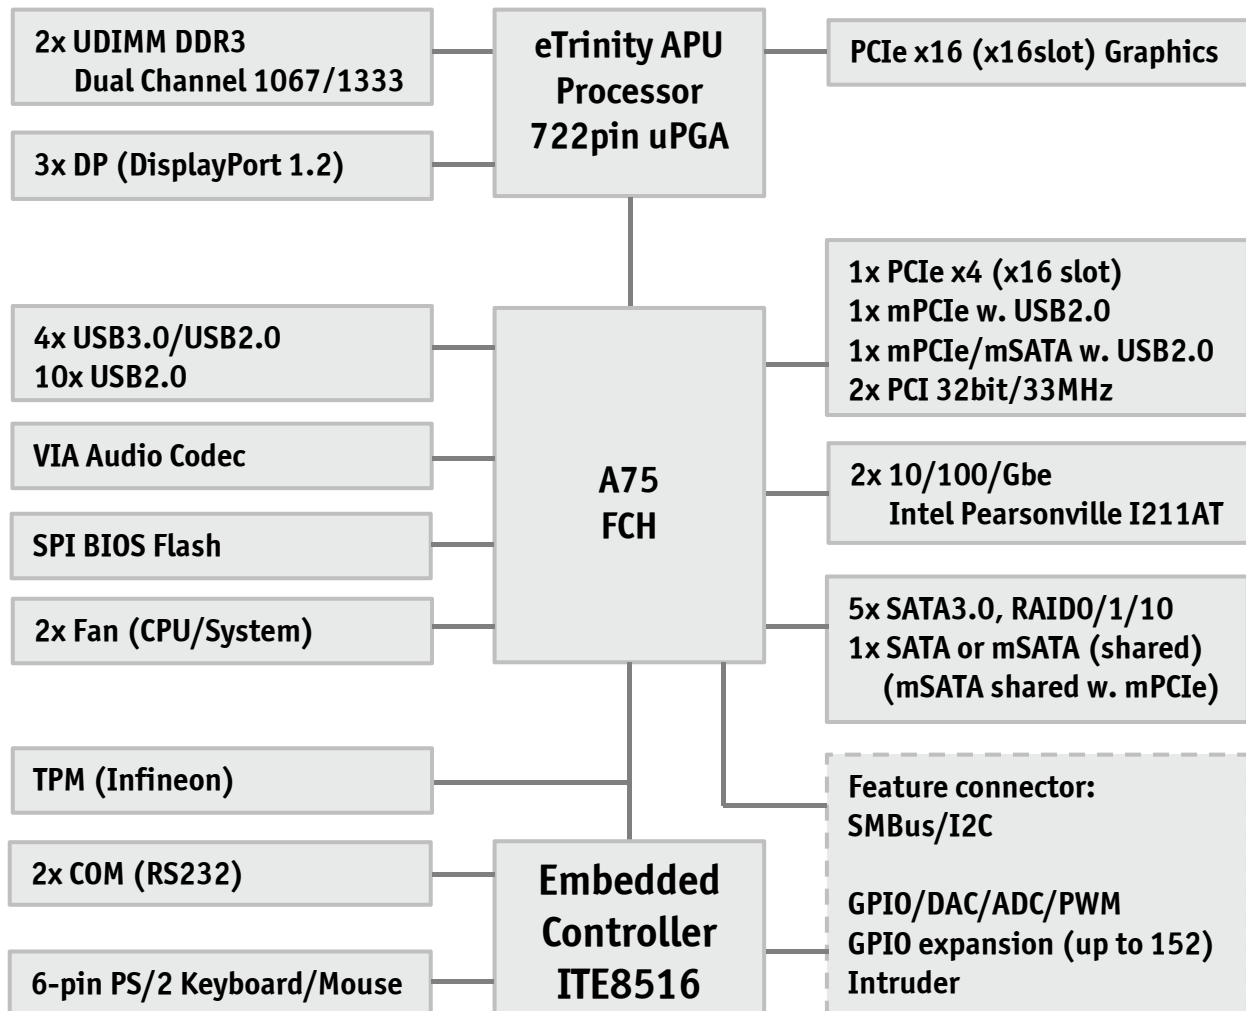 2x UDIMM DDR3
Dual Channel 1067/1333
eTrinity APU
Processor
722pin uPGA
PCIe x16 (x16slot) Graphics
3x DP (DisplayPort 1.2)
1x PCIe x4 (x16 slot)
1x mPCIe w. USB2.0
1x mPCIe/mSATA w. USB2.0
2x PCI 32bit/33MHz
4x USB3.0/USB2.0
10x USB2.0
VIA Audio Codec
A75
FCH
2x 10/100/Gbe
Intel Pearsonville I211AT
SPI BIOS Flash
2x Fan (CPU/System)
5x SATA3.0, RAID0/1/10
1x SATA or mSATA (shared)
(mSATA shared w. mPCIe)
TPM (Infineon)
Feature connector:
SMBus/I2C
GPIO/DAC/ADC/PWM
GPIO expansion (up to 152)
Intruder
2x COM (RS232)
Embedded
Controller
ITE8516
6-pin PS/2 Keyboard/Mouse